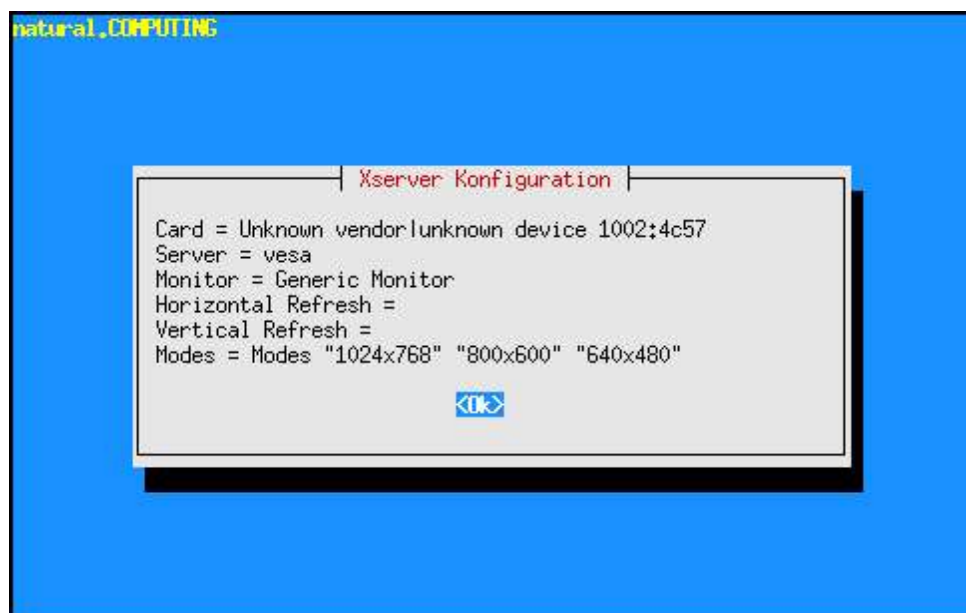 natural.COMPUTING
Xserver Konfiguration
Card = Unknown vendor|unknown device 1002:4c57
Server = vesa
Monitor = Generic Monitor
Horizontal Refresh =
Vertical Refresh =
Modes = Modes "1024x768" "800x600" "640x480"
<Ok>